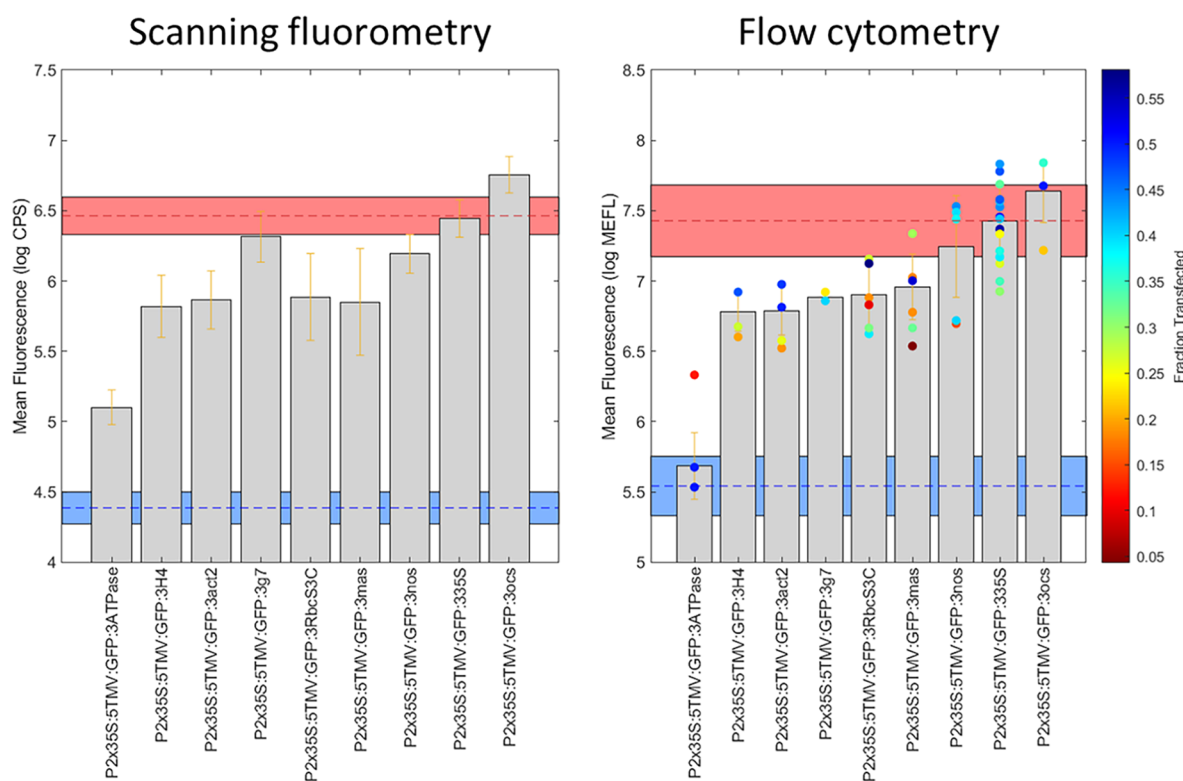 Scanning fluorometry
Flow cytometry
Mean Fluorescence (log CPS)
7.5
7
6.5
6
5.5
5
4.5
4
P2x35S:5TMV:GFP:3ATPase
P2x35S:5TMV:GFP:3H4
P2x35S:5TMV:GFP:3act2
P2x35S:5TMV:GFP:3g7
P2x35S:5TMV:GFP:3RbcS3C
P2x35S:5TMV:GFP:3mas
P2x35S:5TMV:GFP:3nos
P2x35S:5TMV:GFP:335S
P2x35S:5TMV:GFP:3ocs
Mean Fluorescence (log MEFL)
8.5
8
7.5
7
6.5
6
5.5
5
P2x35S:5TMV:GFP:3ATPase
P2x35S:5TMV:GFP:3H4
P2x35S:5TMV:GFP:3act2
P2x35S:5TMV:GFP:3g7
P2x35S:5TMV:GFP:3RbcS3C
P2x35S:5TMV:GFP:3mas
P2x35S:5TMV:GFP:3nos
P2x35S:5TMV:GFP:335S
P2x35S:5TMV:GFP:3ocs
0.55
0.5
0.45
0.4
0.35
0.3
0.25
0.2
0.15
0.1
0.05
Fraction Transfected